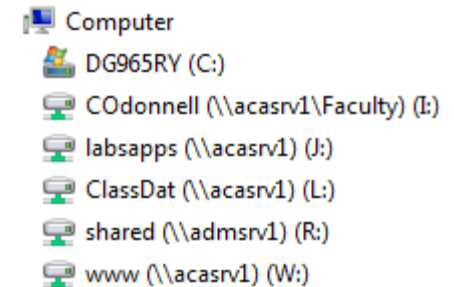 Computer
DG965RY (C:)
COdonnell (\\acasrv1\Faculty) (I:)
labsapps (\\acasrv1) (J:)
ClassDat (\\acasrv1) (L:)
shared (\\admsrv1) (R:)
www (\\acasrv1) (W:)